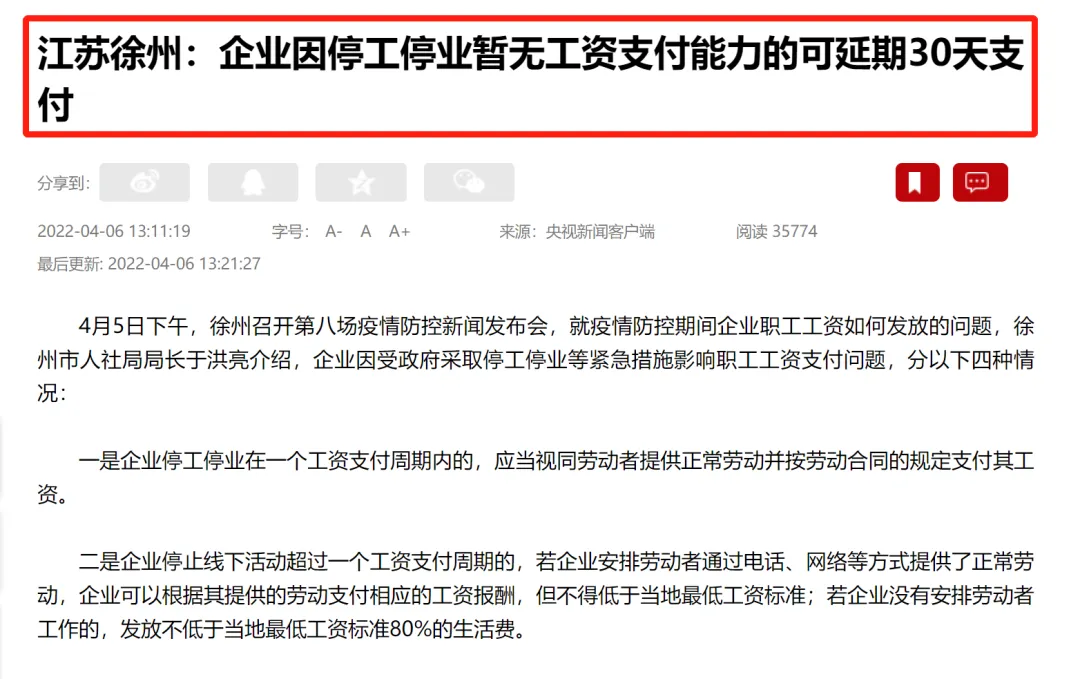 江苏徐州：企业因停工停业暂无工资支付能力的可延期30天支
付
分享到:
2022-04-06 13:11:19 字号： A- A A+ 来源：央视新闻客户端 阅读 35774
最后更新: 2022-04-06 13:21:27
4月5日下午，徐州召开第八场疫情防控新闻发布会，就疫情防控期间企业职工工资如何发放的问题，徐
州市人社局局长于洪亮介绍，企业因受政府采取停工停业等紧急措施影响职工工资支付问题，分以下四种情
况：
一是企业停工停业在一个工资支付周期内的，应当视同劳动者提供正常劳动并按劳动合同的规定支付其工
资。
二是企业停止线下活动超过一个工资支付周期的，若企业安排劳动者通过电话、网络等方式提供了正常劳
动，企业可以根据其提供的劳动支付相应的工资报酬，但不得低于当地最低工资标准；若企业没有安排劳动者
工作的，发放不低于当地最低工资标准80%的生活费。